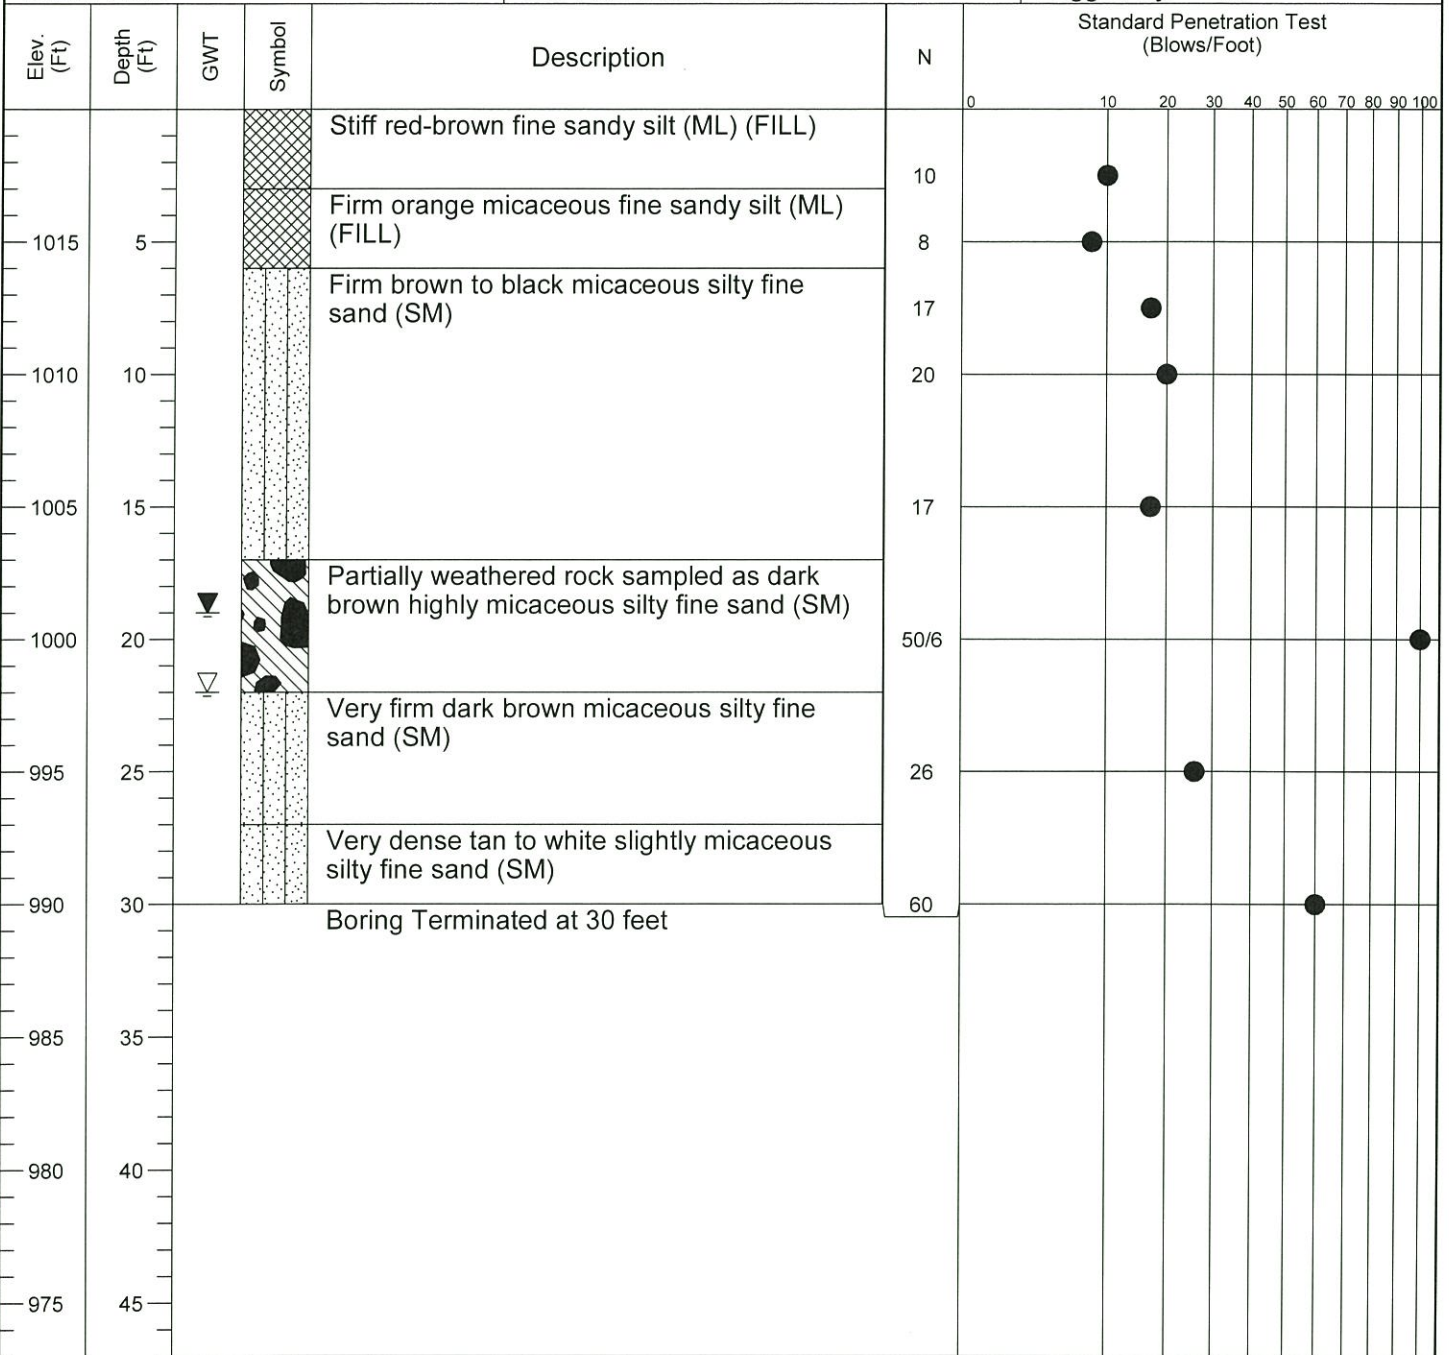 Standard Penetration Test
(Blows/Foot)
Elev.
(Ft)
Depth
(Ft)
GWT
Symbol
Description
N
0 10 20 30 40 50 60 70 80 90 100
Stiff red-brown fine sandy silt (ML) (FILL)
10
Firm orange micaceous fine sandy silt (ML)
(FILL)
1015 5 8
Firm brown to black micaceous silty fine
sand (SM)
17
1010 10 20
1005 15 17
Partially weathered rock sampled as dark
brown highly micaceous silty fine sand (SM)
1000 20 50/6
Very firm dark brown micaceous silty fine
sand (SM)
995 25 26
Very dense tan to white slightly micaceous
silty fine sand (SM)
990 30 60
Boring Terminated at 30 feet
985 35
980 40
975 45